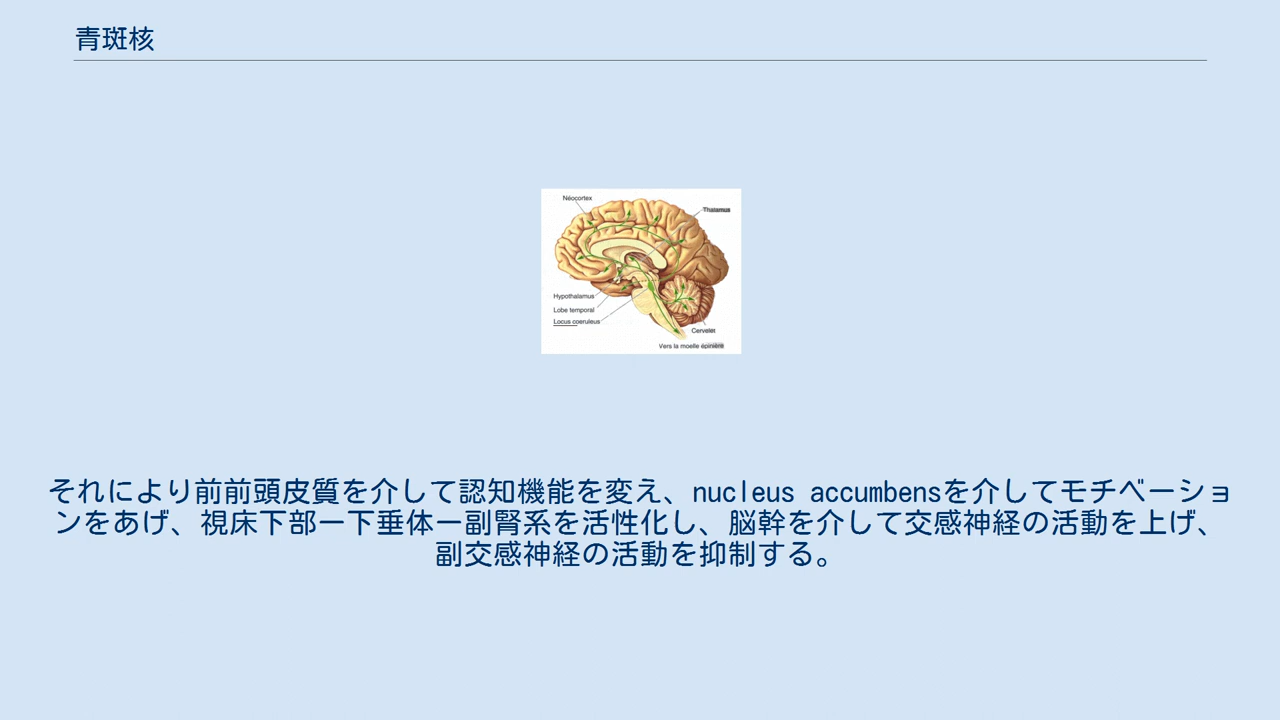 青斑核
Néocortex
Thalamus
Hypothalamus
Lobe temporal
Locus coeruleus
Cervelet
Vers la moelle épinière
それにより前前頭皮質を介して認知機能を変え、nucleus accumbensを介してモチベーショ
ンをあげ、視床下部ー下垂体ー副腎系を活性化し、脳幹を介して交感神経の活動を上げ、
副交感神経の活動を抑制する。